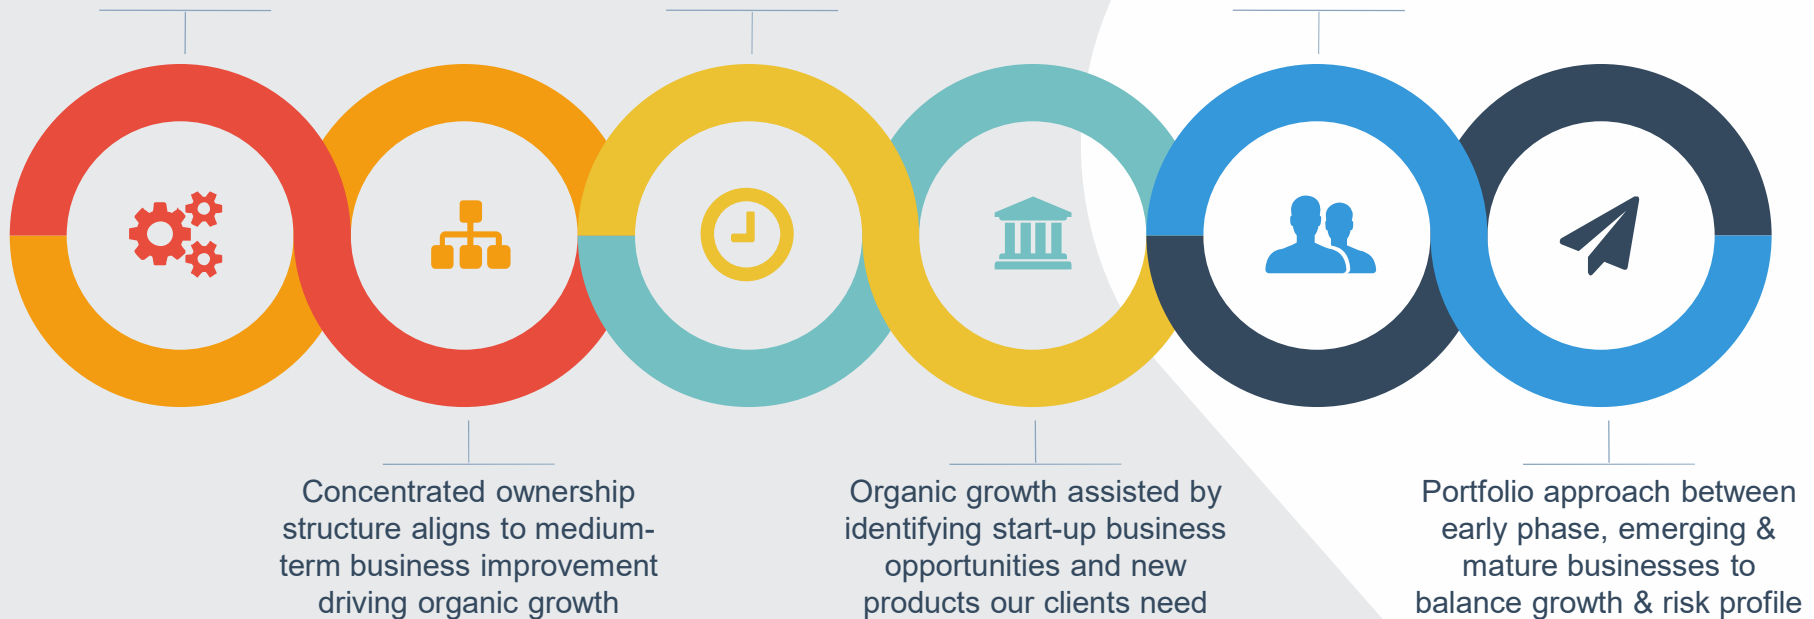 Concentrated ownership
structure aligns to medium-
term business improvement
driving organic growth
Organic growth assisted by
identifying start-up business
opportunities and new
products our clients need
Portfolio approach between
early phase, emerging &
mature businesses to
balance growth & risk profile